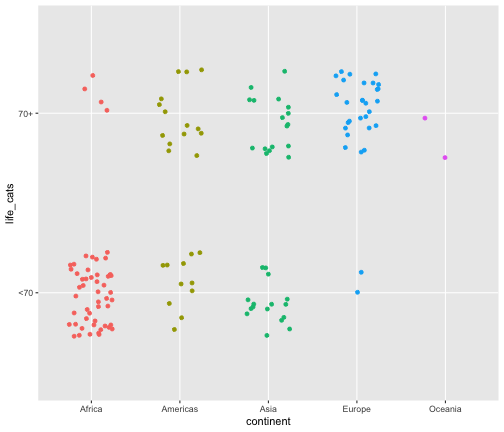 life_cats
70+
<70
Africa
Americas
Asia
Europe
Oceania
continent